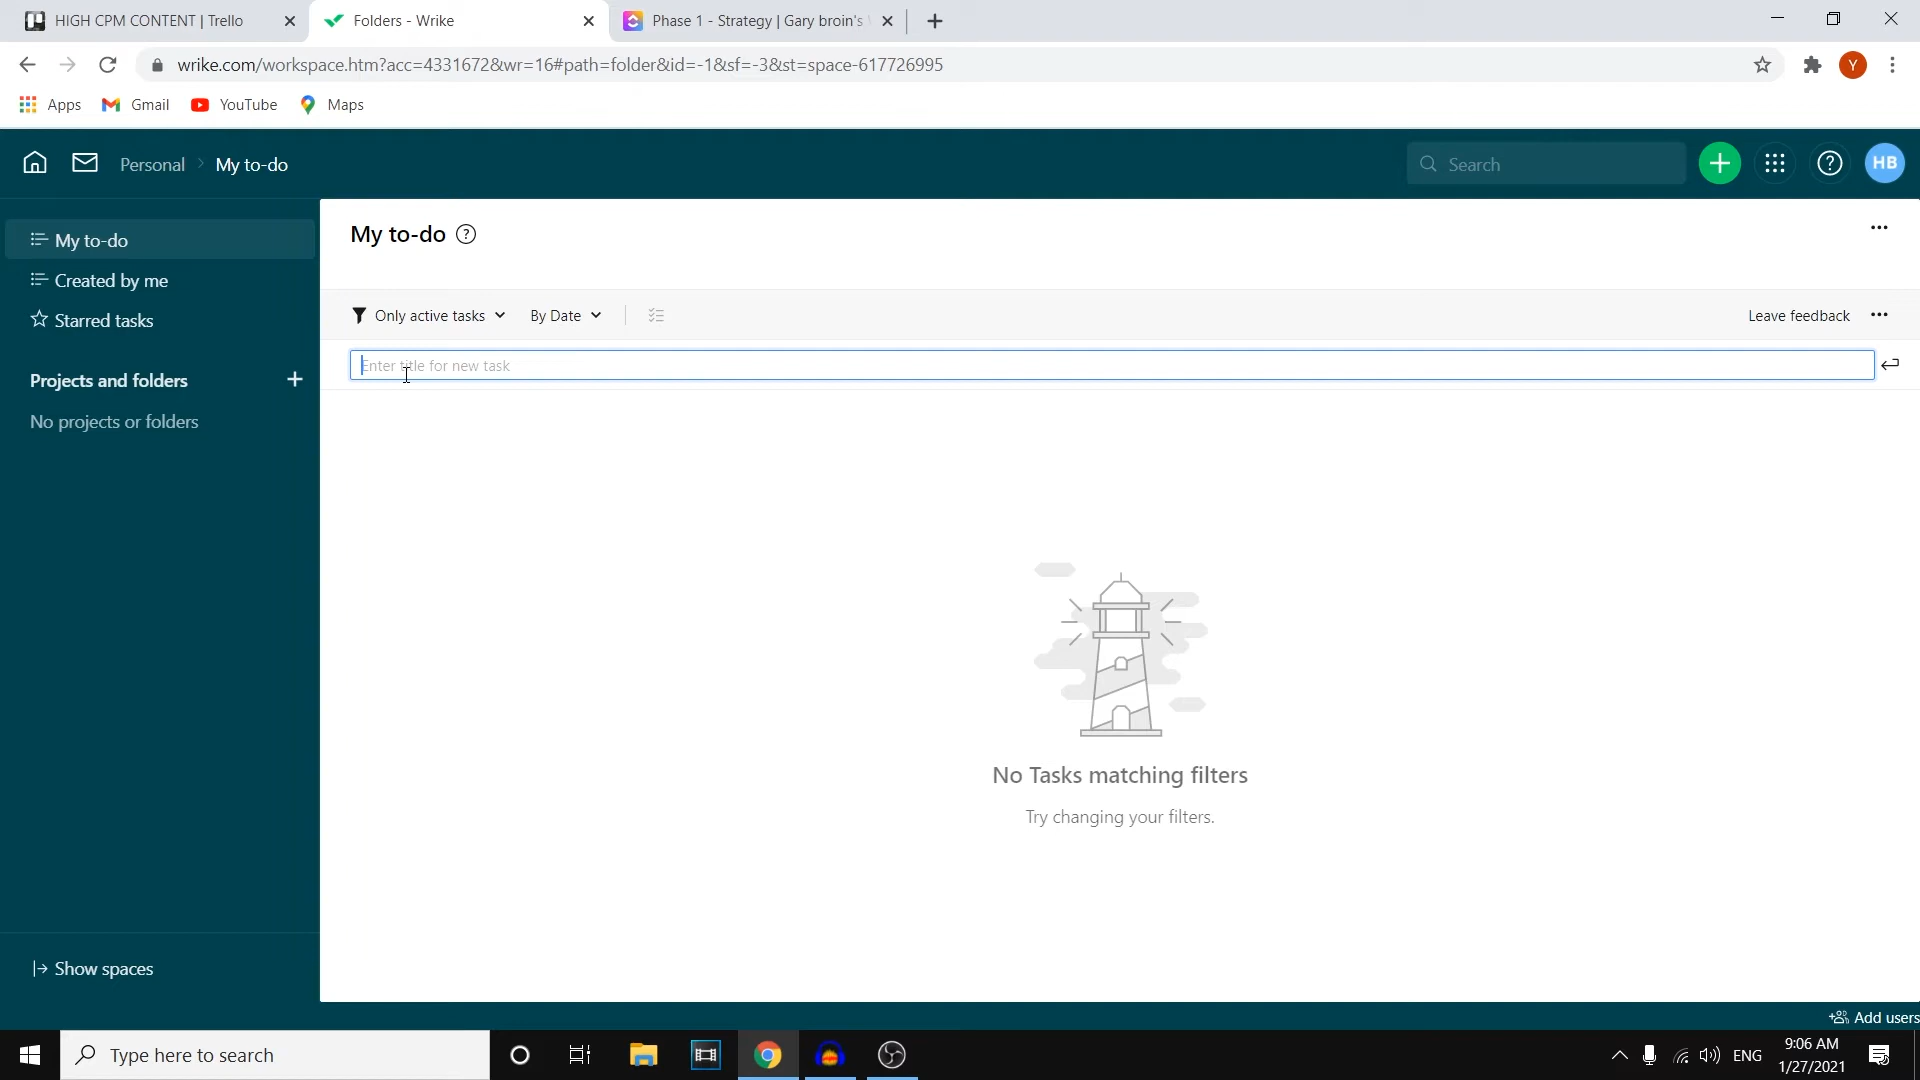 HIGH CPM CONTENT | Trello
Folders - Wrike
Phase 1 - Strategy | Gary broin's
wrike.com/workspace.htm?acc=4331672&wr=16#path=folder&id=-1&sf=-3&st=space-617726995
Y
Apps
Gmail
YouTube
Maps
Personal
My to-do
Search
HB
My to-do
Created by me
Starred tasks
Projects and folders
No projects or folders
Show spaces
My to-do
Only active tasks
By Date
Leave feedback
Enter title for new task
No Tasks matching filters
Try changing your filters.
Add users
Type here to search
ENG
9:06 AM
1/27/2021